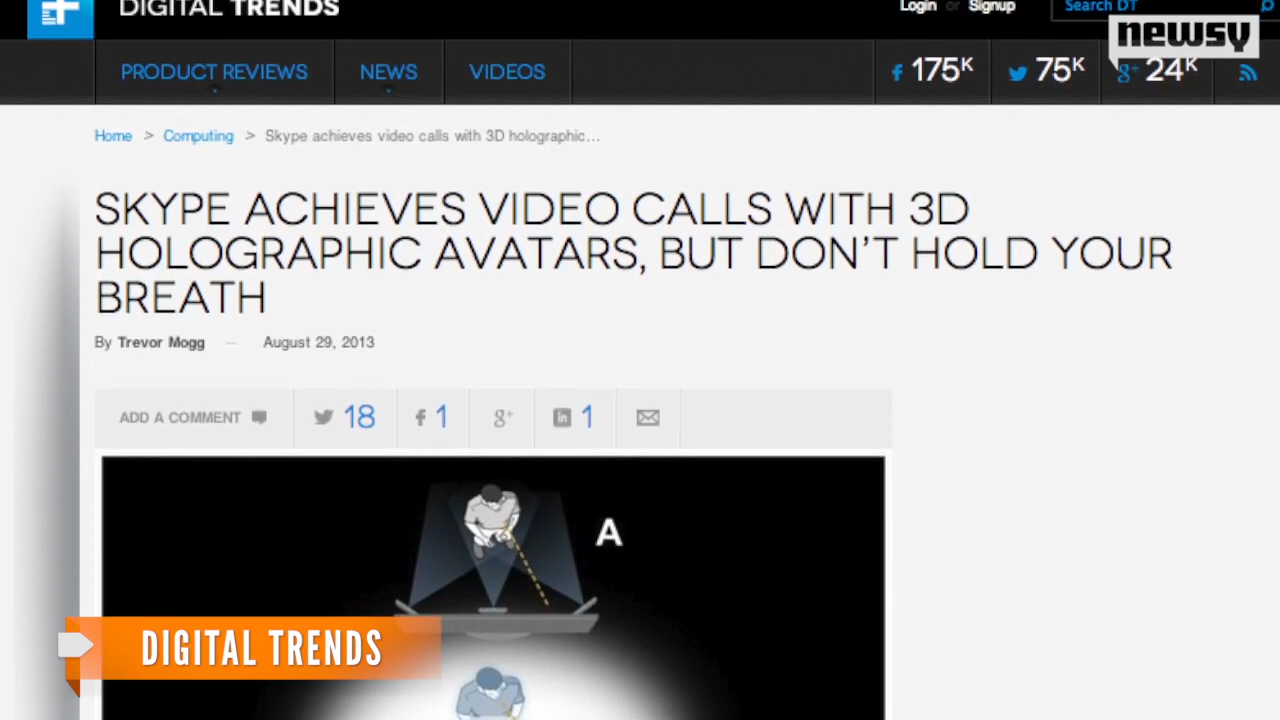 DIGITAL TRENDS
Login or Signup
Search DT
newsy
PRODUCT REVIEWS
NEWS
VIDEOS
f 175K
75K
g+ 24K
Home > Computing > Skype achieves video calls with 3D holographic...
SKYPE ACHIEVES VIDEO CALLS WITH 3D
HOLOGRAPHIC AVATARS, BUT DON'T HOLD YOUR
BREATH
By Trevor Mogg — August 29, 2013
ADD A COMMENT
18
f 1
g+
in 1
A
DIGITAL TRENDS